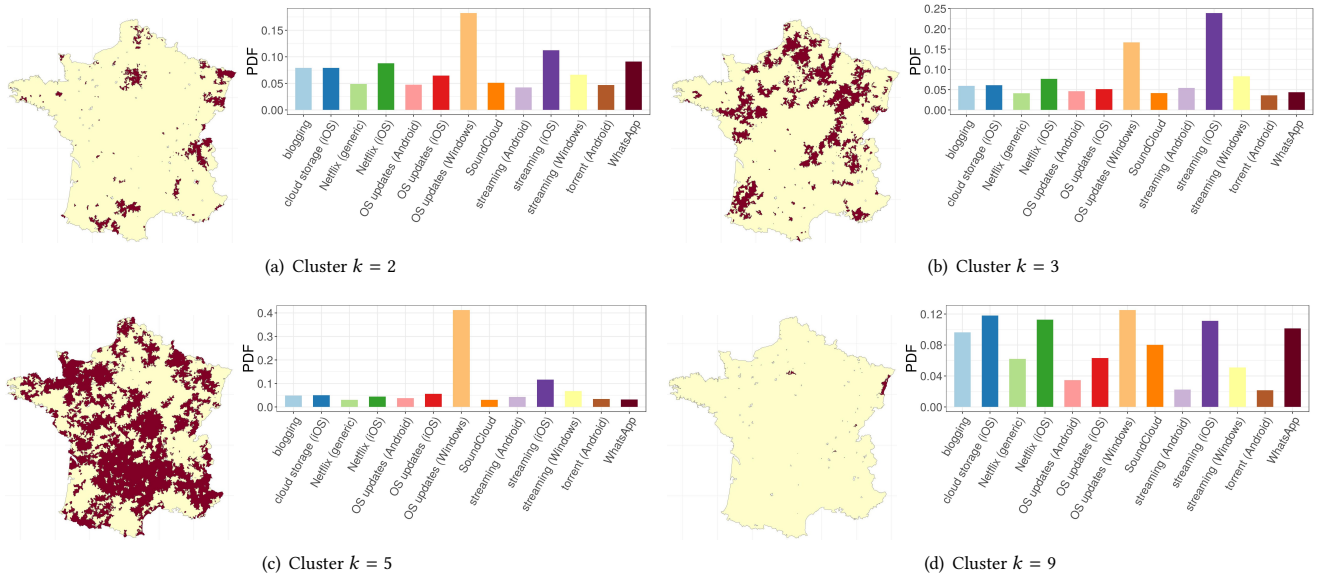 PDF
0.15
0.10
0.05
0.00
blogging
cloud storage (iOS)
Netflix (generic)
Netflix (iOS)
OS updates (Android)
OS updates (iOS)
OS updates (Windows)
SoundCloud
streaming (Android)
streaming (iOS)
streaming (Windows)
torrent (Android)
WhatsApp
(a) Cluster k = 2
PDF
0.25
0.20
0.15
0.10
0.05
0.00
blogging
cloud storage (iOS)
Netflix (generic)
Netflix (iOS)
OS updates (Android)
OS updates (iOS)
OS updates (Windows)
SoundCloud
streaming (Android)
streaming (iOS)
streaming (Windows)
torrent (Android)
WhatsApp
(b) Cluster k = 3
PDF
0.4
0.3
0.2
0.1
0.0
blogging
cloud storage (iOS)
Netflix (generic)
Netflix (iOS)
OS updates (Android)
OS updates (iOS)
OS updates (Windows)
SoundCloud
streaming (Android)
streaming (iOS)
streaming (Windows)
torrent (Android)
WhatsApp
(c) Cluster k = 5
PDF
0.12
0.08
0.04
0.00
blogging
cloud storage (iOS)
Netflix (generic)
Netflix (iOS)
OS updates (Android)
OS updates (iOS)
OS updates (Windows)
SoundCloud
streaming (Android)
streaming (iOS)
streaming (Windows)
torrent (Android)
WhatsApp
(d) Cluster k = 9